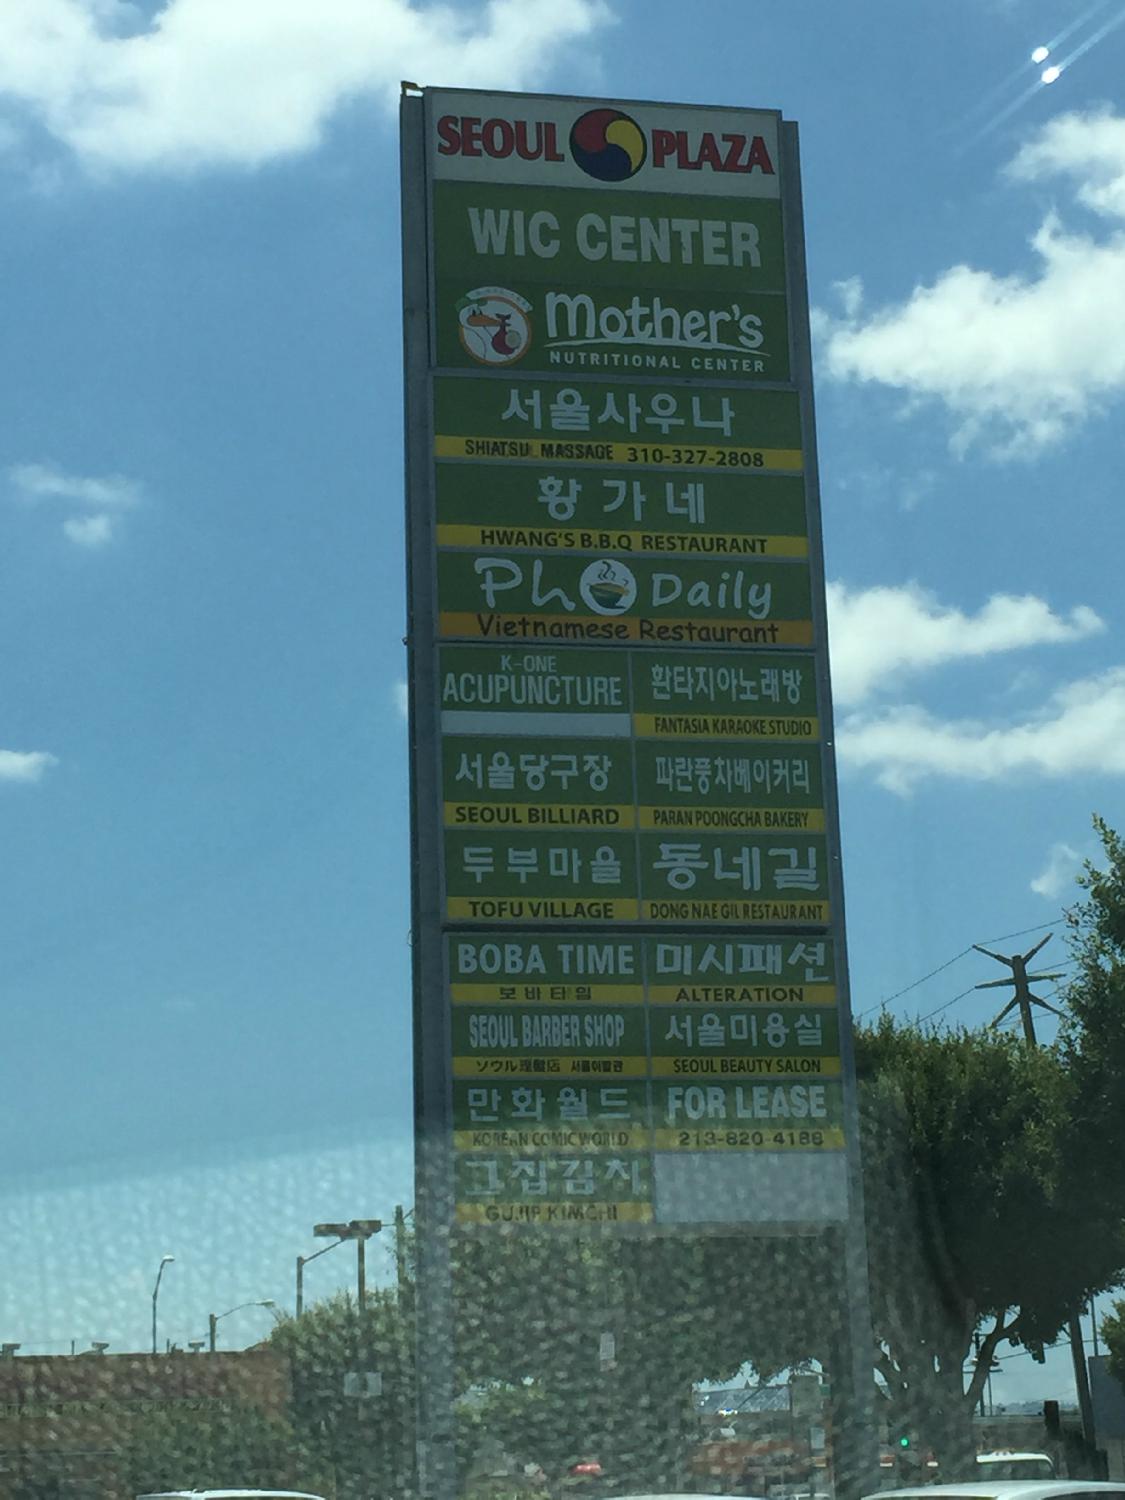 SEOUL PLAZA
WIC CENTER
Mother's
NUTRITIONAL CENTER
서울사우나
SHIATSU MASSAGE 310-327-2808
황가네
HWANG'S B.B.Q RESTAURANT
Pho Daily
Vietnamese Restaurant
K-ONE
ACUPUNCTURE
환타지아노래방
FANTASIA KARAOKE STUDIO
서울당구장
SEOUL BILLIARD
파란풍차베이커리
PARAN POONGCHA BAKERY
두부마을
TOFU VILLAGE
동네길
DONG NAE GIL RESTAURANT
BOBA TIME
보바타임
미시패션
ALTERATION
SEOUL BARBER SHOP
ソウル理髮店 서울이발관
서울미용실
SEOUL BEAUTY SALON
만화월드
KOREAN COMIC WORLD
FOR LEASE
213-820-4188
그집김치
GUJIP KIMCHI